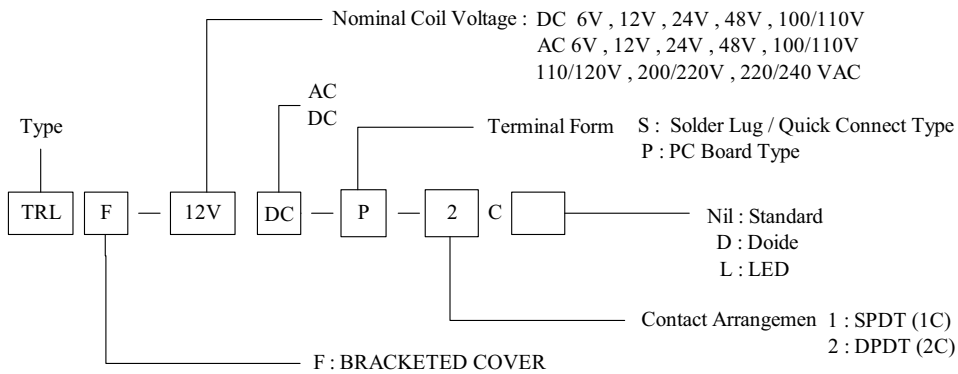 Nominal Coil Voltage : DC 6V , 12V , 24V , 48V , 100/110V
AC 6V , 12V , 24V , 48V , 100/110V
110/120V , 200/220V , 220/240 VAC
AC
DC
Type
Terminal Form S : Solder Lug / Quick Connect Type
P : PC Board Type
TRL F — 12V DC — P — 2 C
Nil : Standard
D : Doide
L : LED
Contact Arrangemen 1 : SPDT (1C)
2 : DPDT (2C)
F : BRACKETED COVER